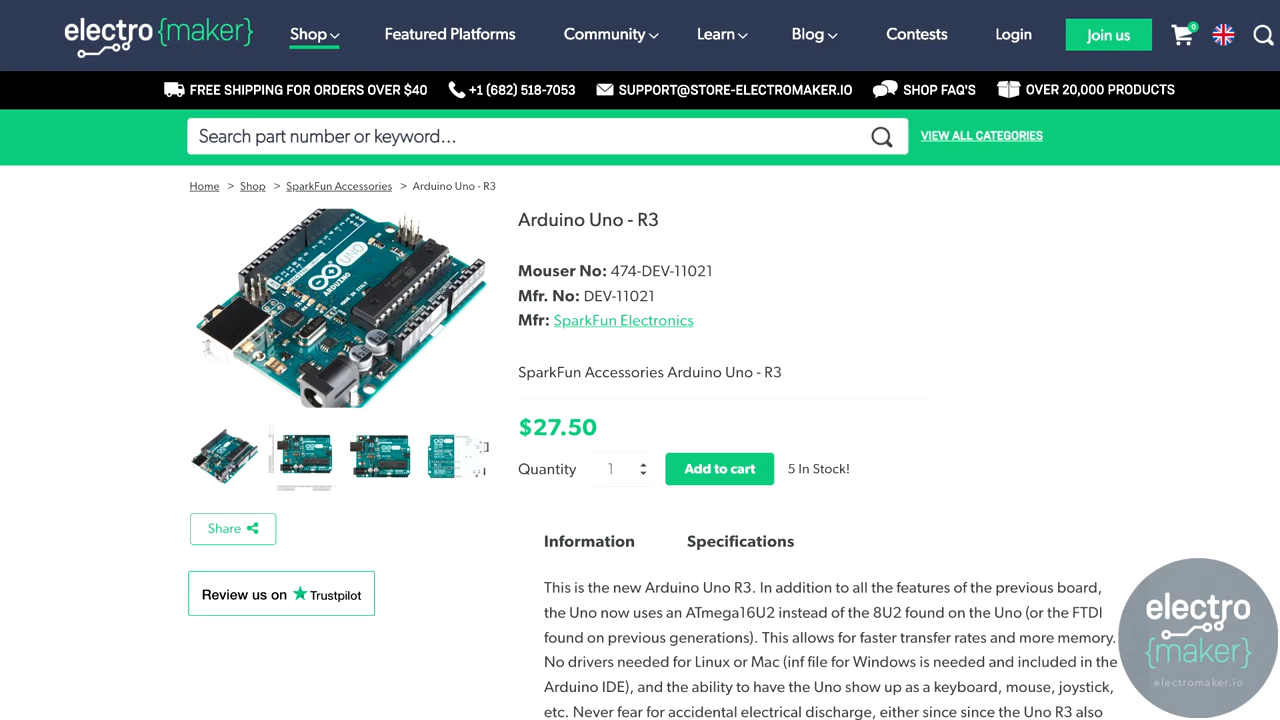 electro {maker}
Shop
Featured Platforms
Community
Learn
Blog
Contests
Login
Join us
0
FREE SHIPPING FOR ORDERS OVER $40
+1 (682) 518-7053
SUPPORT@STORE-ELECTROMAKER.IO
SHOP FAQ'S
OVER 20,000 PRODUCTS
Search part number or keyword...
VIEW ALL CATEGORIES
Home > Shop > SparkFun Accessories > Arduino Uno - R3
Arduino Uno - R3
UNO
ARDUINO
MADE IN ITALY
Mouser No: 474-DEV-11021
Mfr. No: DEV-11021
Mfr: SparkFun Electronics
SparkFun Accessories Arduino Uno - R3
$27.50
Quantity
1
Add to cart
5 In Stock!
Share
Review us on Trustpilot
Information
Specifications
This is the new Arduino Uno R3. In addition to all the features of the previous board,
the Uno now uses an ATmega16U2 instead of the 8U2 found on the Uno (or the FTDI
found on previous generations). This allows for faster transfer rates and more memory.
No drivers needed for Linux or Mac (inf file for Windows is needed and included in the
Arduino IDE), and the ability to have the Uno show up as a keyboard, mouse, joystick,
etc. Never fear for accidental electrical discharge, either since since the Uno R3 also
electro
{maker}
electromaker.io